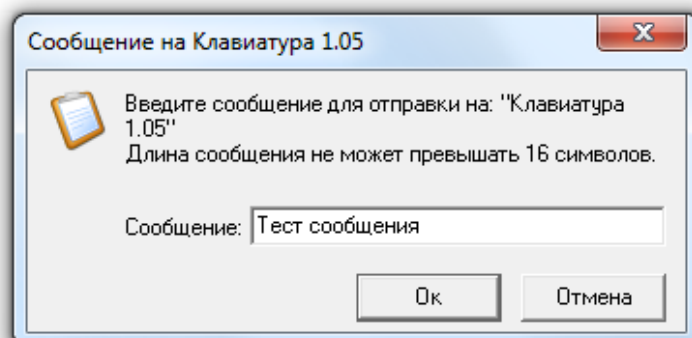 Сообщение на Клавиатура 1.05
Введите сообщение для отправки на: "Клавиатура
1.05"
Длина сообщения не может превышать 16 символов.
Сообщение: Тест сообщения
Ок Отмена